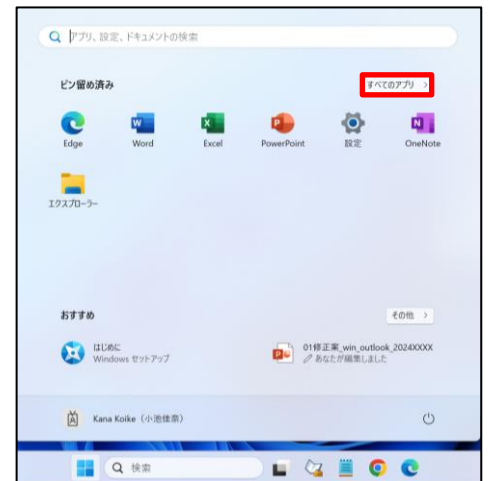 アプリ、設定、ドキュメントの検索
ピン留め済み
すべてのアプリ >
Edge
Word
Excel
PowerPoint
設定
OneNote
エクスプローラー
おすすめ
その他 >
はじめに
Windows セットアップ
01修正案_win_outlook_2024XXXX
あなたが編集しました
Kana Koike（小池佳奈）
検索